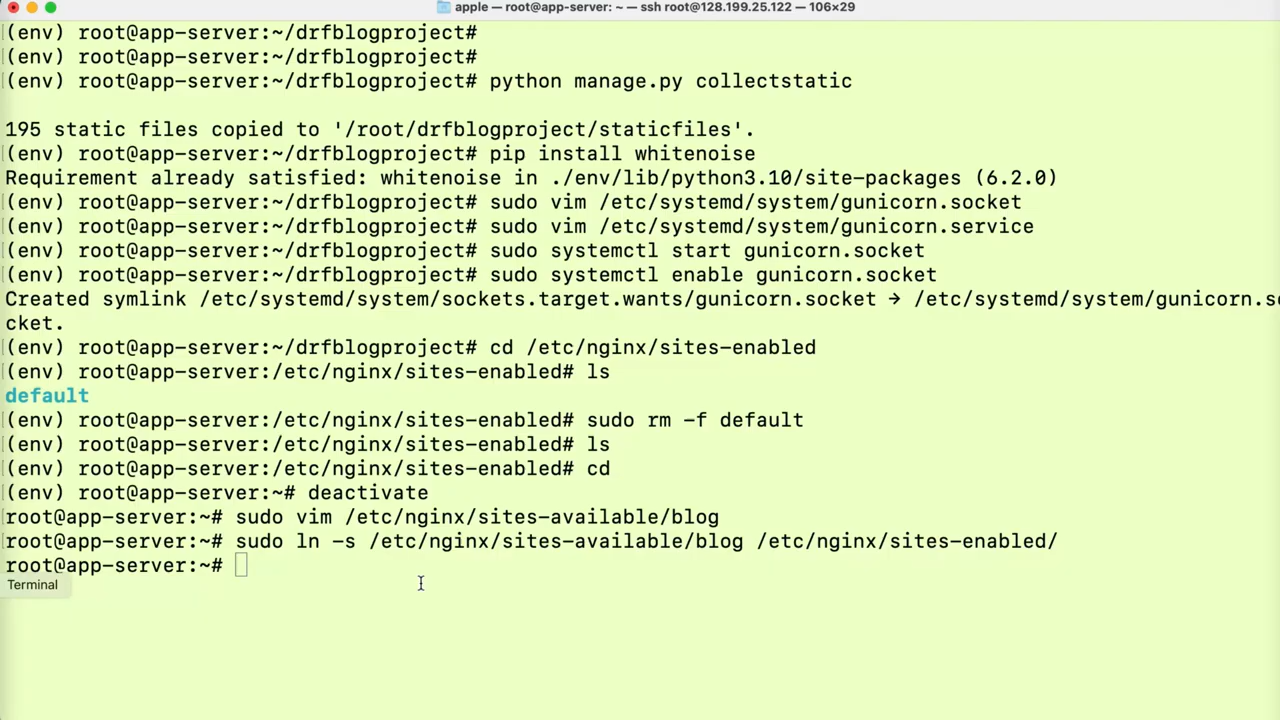 apple — root@app-server: ~ — ssh root@128.199.25.122 — 106×29
(env) root@app-server:~/drfblogproject#
(env) root@app-server:~/drfblogproject#
(env) root@app-server:~/drfblogproject# python manage.py collectstatic
195 static files copied to '/root/drfblogproject/staticfiles'.
(env) root@app-server:~/drfblogproject# pip install whitenoise
Requirement already satisfied: whitenoise in ./env/lib/python3.10/site-packages (6.2.0)
(env) root@app-server:~/drfblogproject# sudo vim /etc/systemd/system/gunicorn.socket
(env) root@app-server:~/drfblogproject# sudo vim /etc/systemd/system/gunicorn.service
(env) root@app-server:~/drfblogproject# sudo systemctl start gunicorn.socket
(env) root@app-server:~/drfblogproject# sudo systemctl enable gunicorn.socket
Created symlink /etc/systemd/system/sockets.target.wants/gunicorn.socket → /etc/systemd/system/gunicorn.so
cket.
(env) root@app-server:~/drfblogproject# cd /etc/nginx/sites-enabled
(env) root@app-server:/etc/nginx/sites-enabled# ls
default
(env) root@app-server:/etc/nginx/sites-enabled# sudo rm -f default
(env) root@app-server:/etc/nginx/sites-enabled# ls
(env) root@app-server:/etc/nginx/sites-enabled# cd
(env) root@app-server:~# deactivate
root@app-server:~# sudo vim /etc/nginx/sites-available/blog
root@app-server:~# sudo ln -s /etc/nginx/sites-available/blog /etc/nginx/sites-enabled/
root@app-server:~#
Terminal